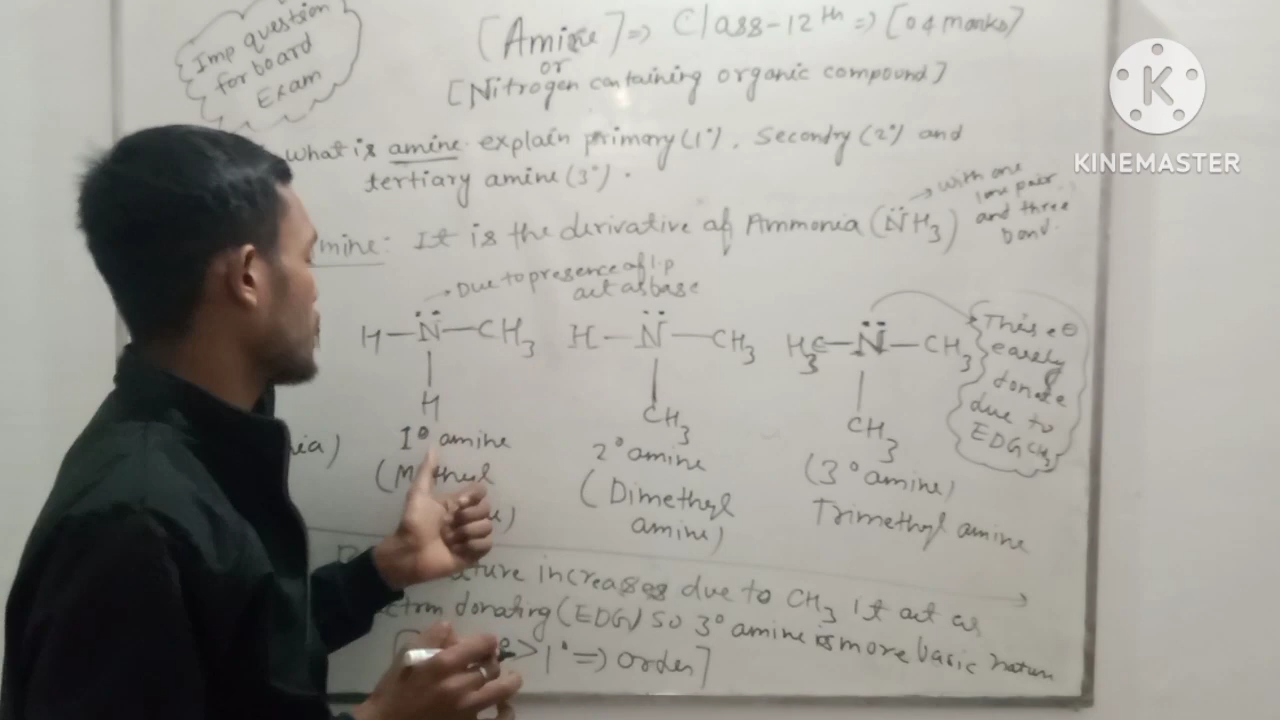 Imp question
for board
Exam
[Amine] => Class-12th => [04 marks]
or
[Nitrogen containing organic compound]
What is amine explain primary (1°), Secondry (2°) and
tertiary amine (3°).
mine: It is the derivative of Ammonia (N̈H3)
with one
lone pair
and three
bond.
Due to presence of l.p
act as base
H-N̈-CH3
H
1° amine
(Methyl
H-N̈-CH3
CH3
2° amine
(Dimethyl
amine)
H3C-N̈-CH3
CH3
(3° amine)
Trimethyl amine
This e⊖
easely
donate
due to
EDG CH3
ature increases due to CH3 it act as
ctron donating (EDG) so 3° amine is more basic nature
> 1° => order]
KINEMASTER